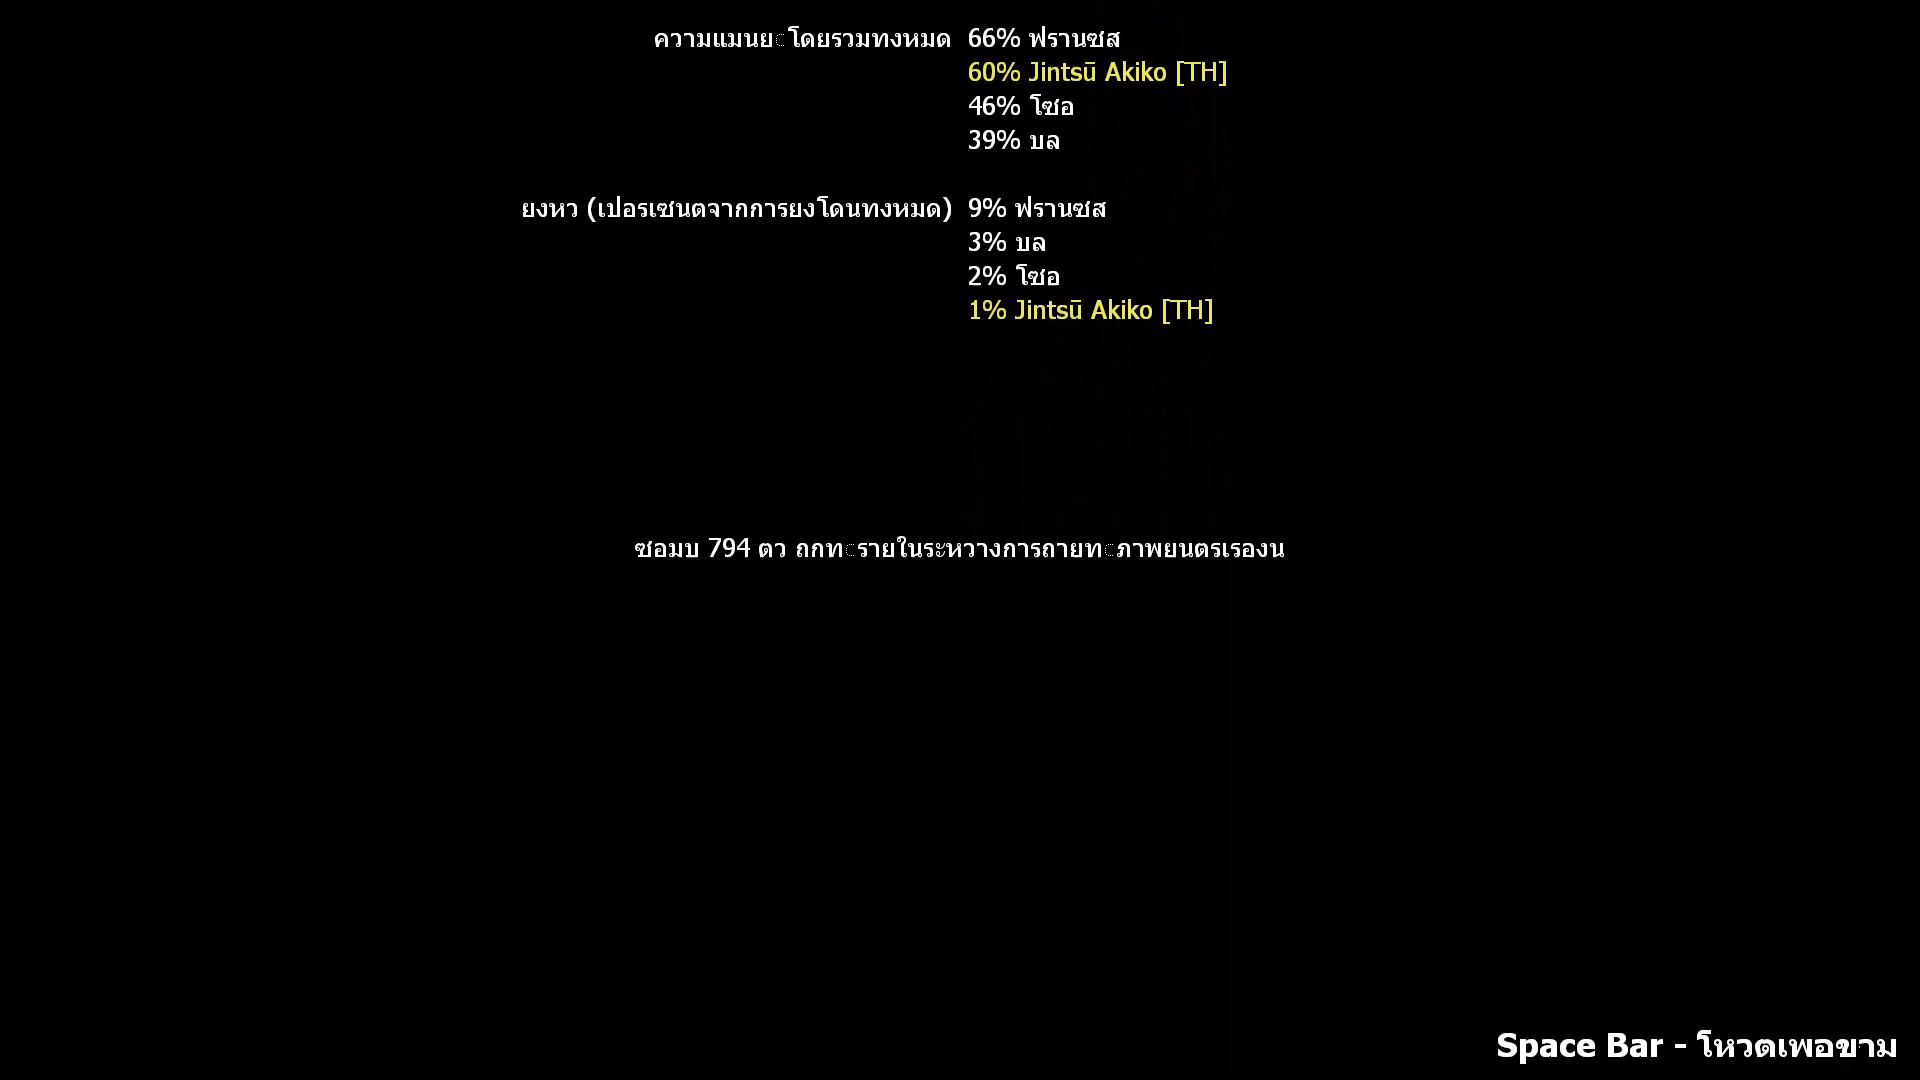 ความแมนย◌โดยรวมทงหมด 66% ฟรานซส
60% Jintsū Akiko [TH]
46% โซอ
39% บล
ยงหว (เปอรเซนตจากการยงโดนทงหมด) 9% ฟรานซส
3% บล
2% โซอ
1% Jintsū Akiko [TH]
ซอมบ 794 ตว ถกท◌รายในระหวางการถายท◌ภาพยนตรเรองน
Space Bar - โหวตเพอขาม